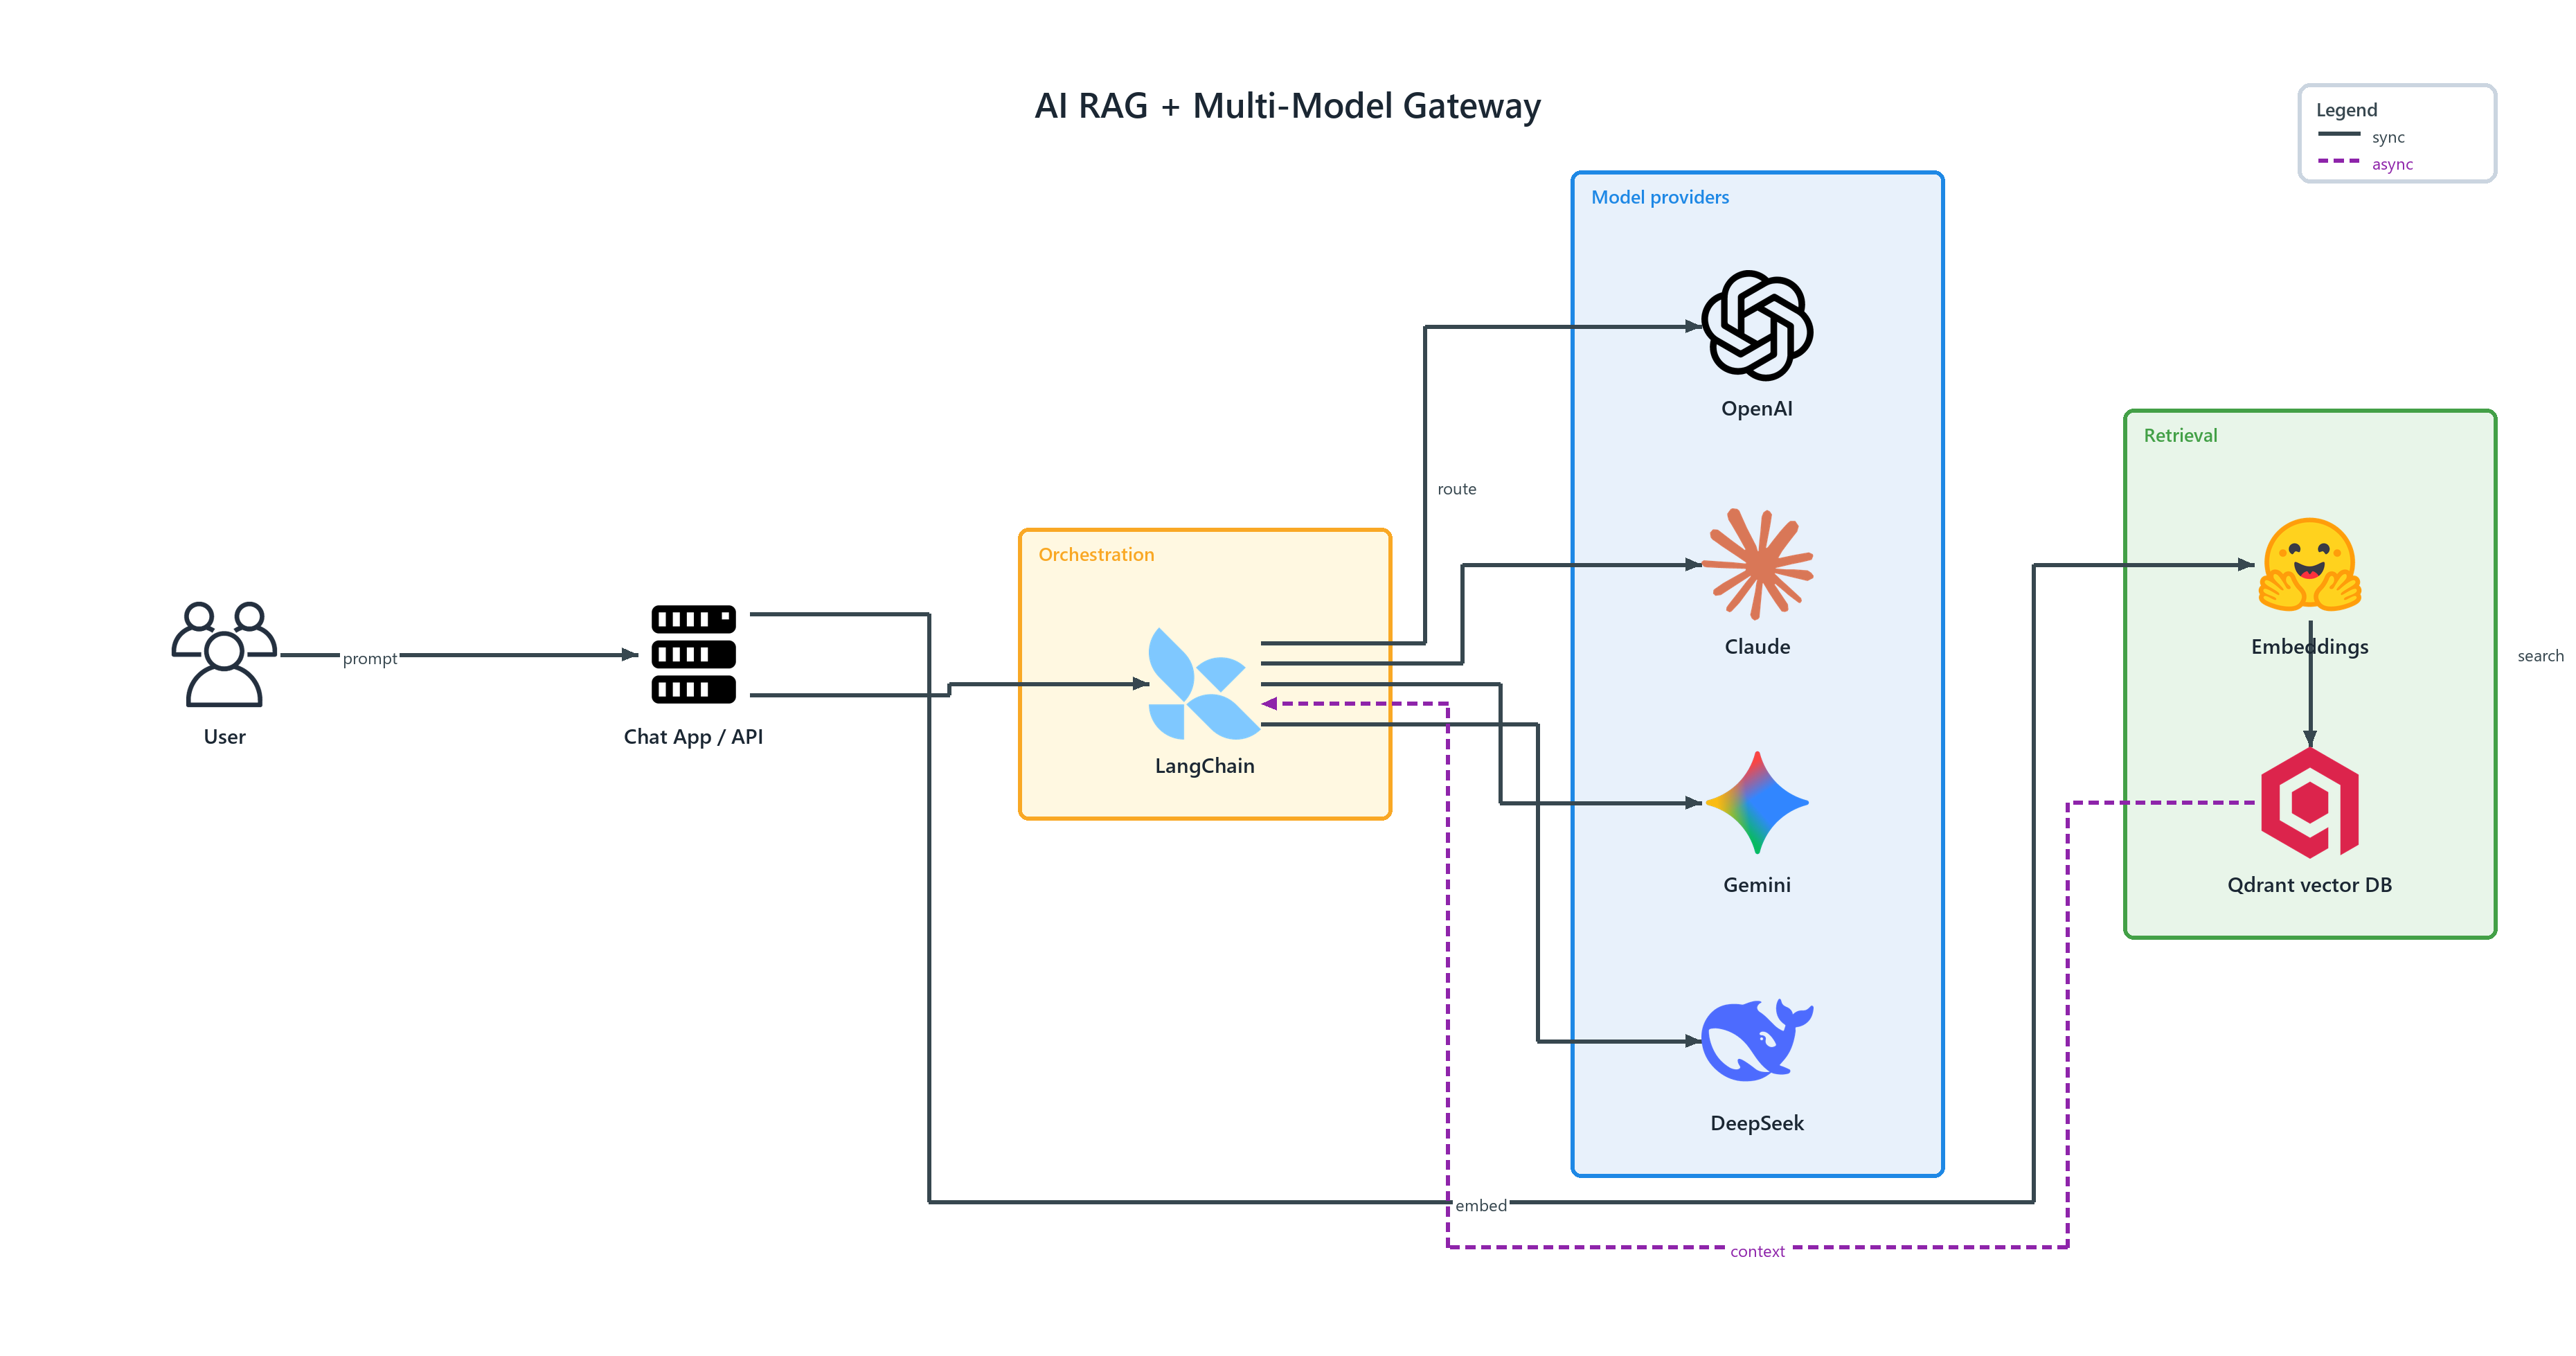 AI RAG + Multi-Model Gateway
Legend
sync
async
Model providers
OpenAI
Retrieval
route
Orchestration
Claude
Embeddings
search
prompt
User
Chat App / API
LangChain
Gemini
Qdrant vector DB
DeepSeek
embed
context